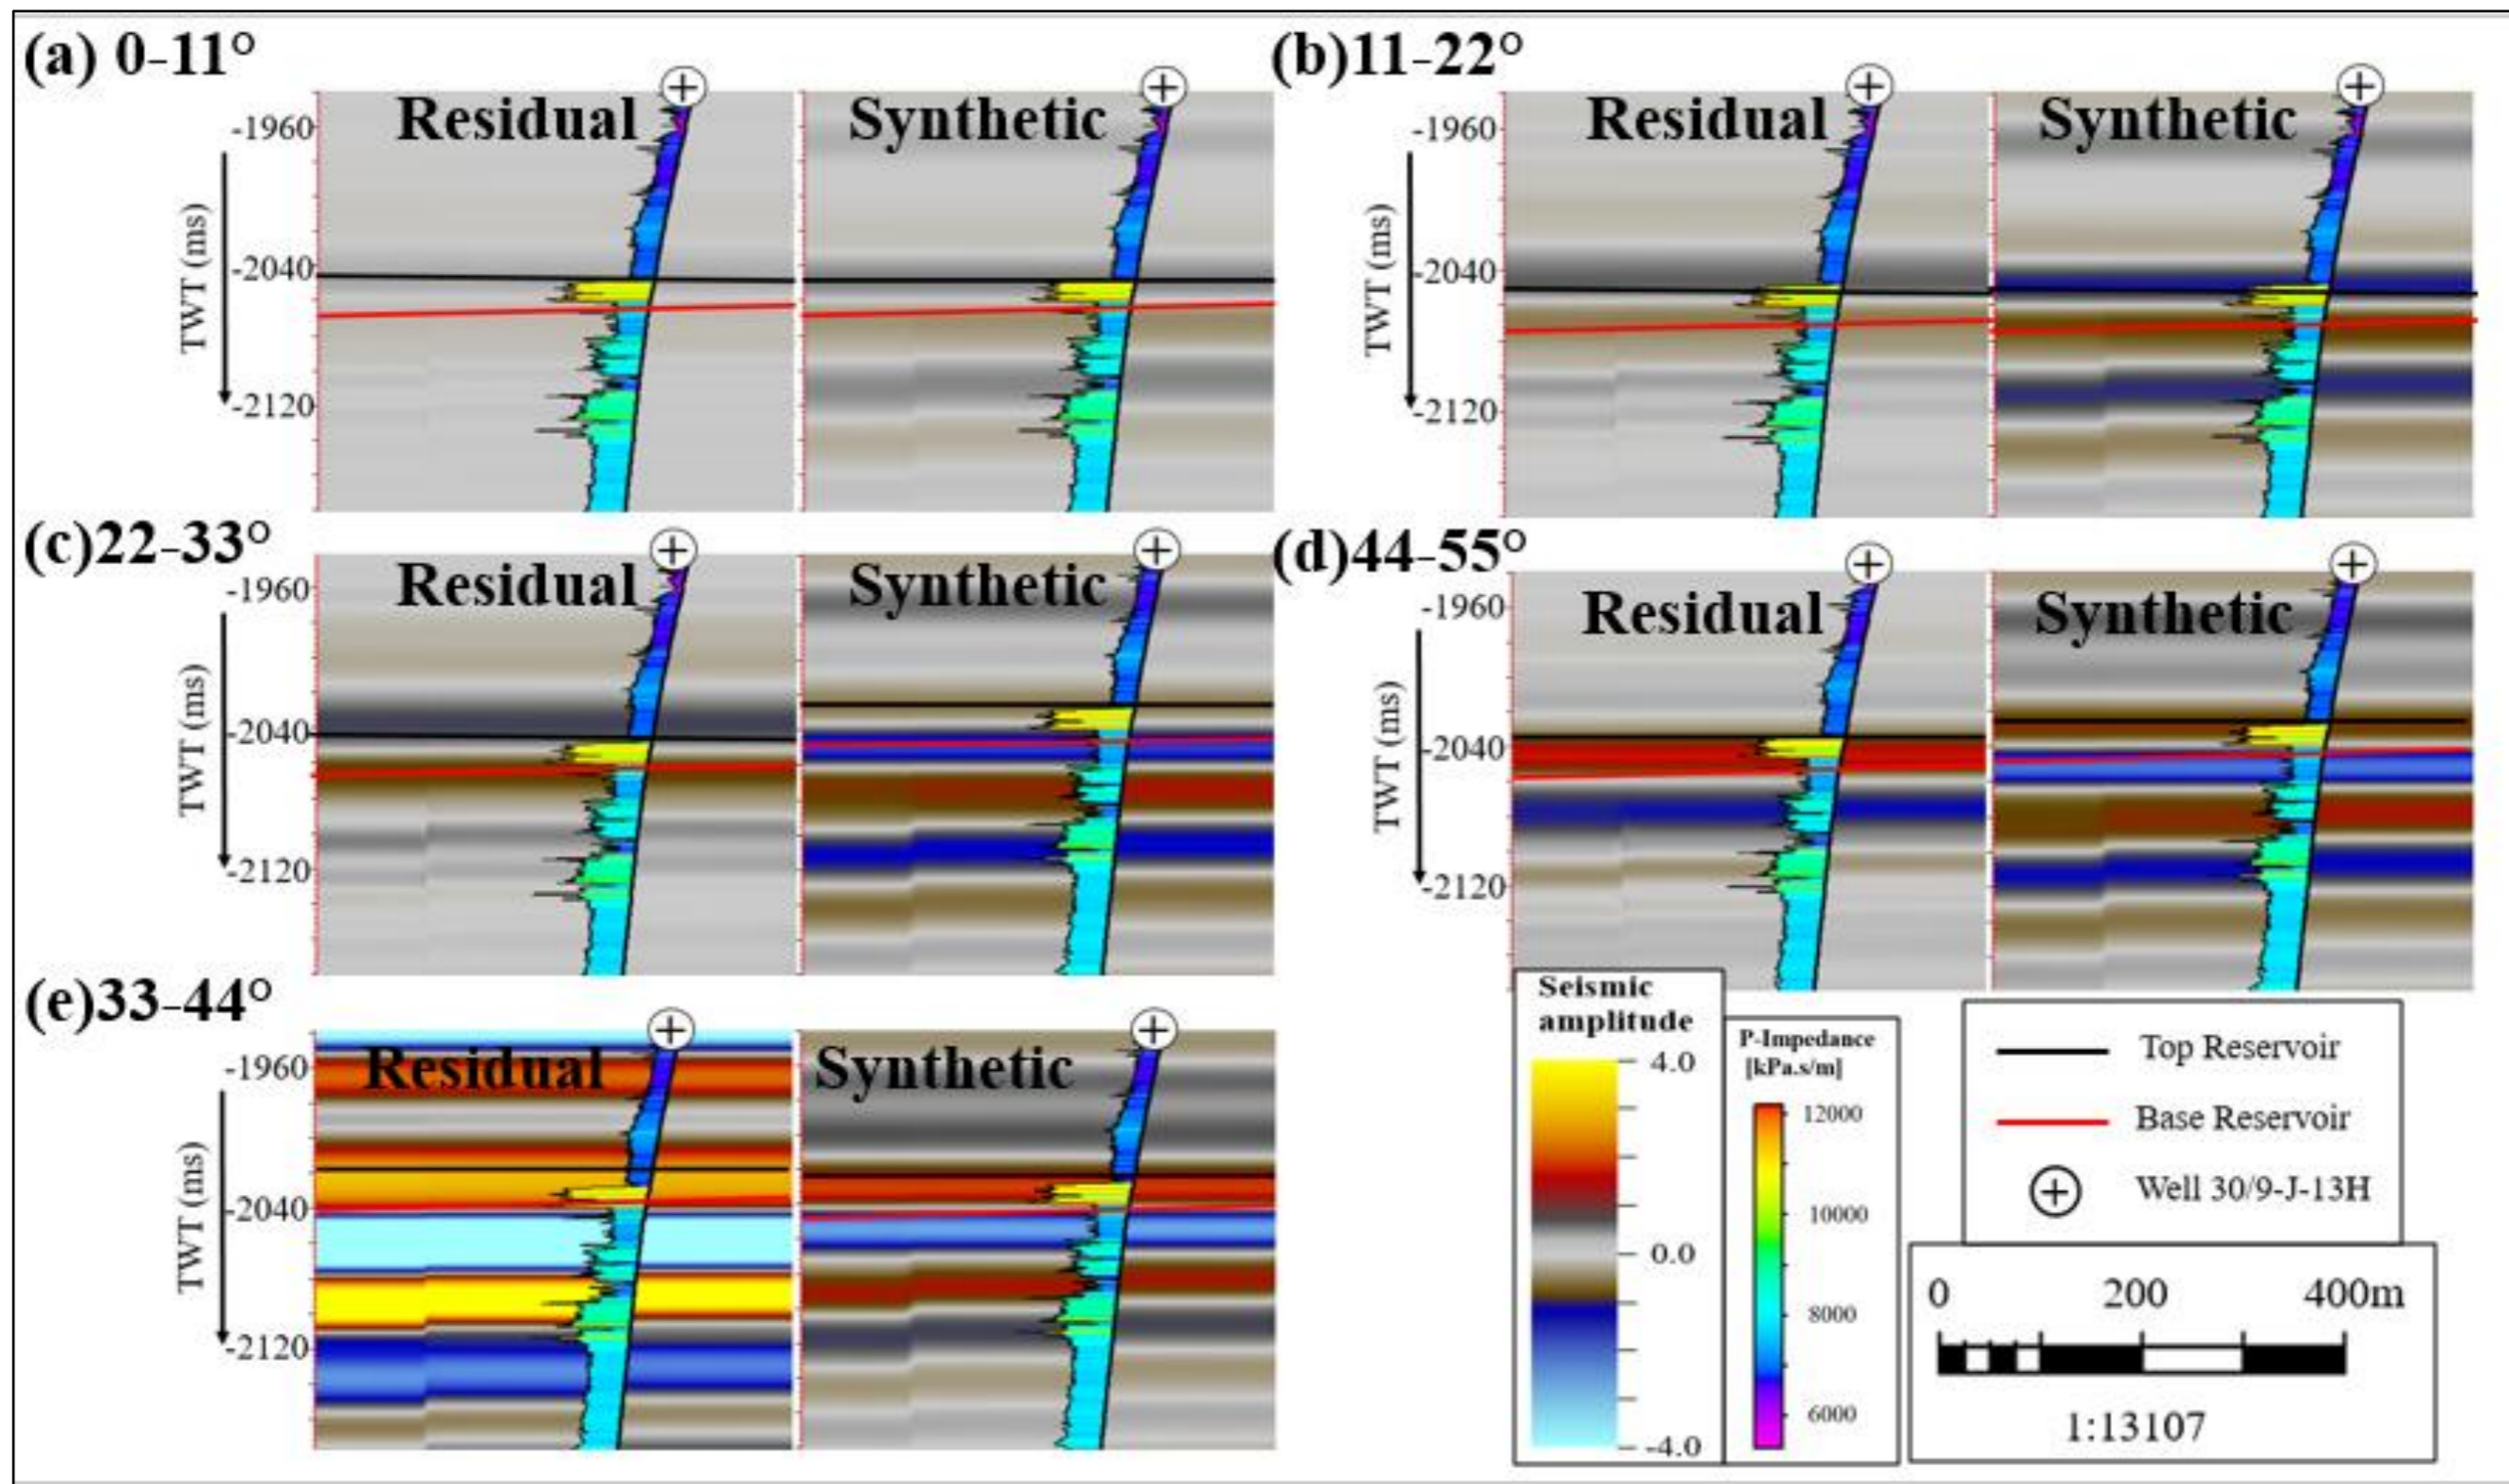 (a) 0-11°
Residual
Synthetic
-1960
-2040
-2120
TWT (ms)
(b)11-22°
Residual
Synthetic
-1960
-2040
-2120
TWT (ms)
(c)22-33°
Residual
Synthetic
-1960
-2040
-2120
TWT (ms)
(d)44-55°
Residual
Synthetic
-1960
-2040
-2120
TWT (ms)
(e)33-44°
Residual
Synthetic
-1960
-2040
-2120
TWT (ms)
Seismic
amplitude
4.0
0.0
-4.0
P-Impedance
[kPa.s/m]
12000
10000
8000
6000
Top Reservoir
Base Reservoir
Well 30/9-J-13H
0 200 400m
1:13107